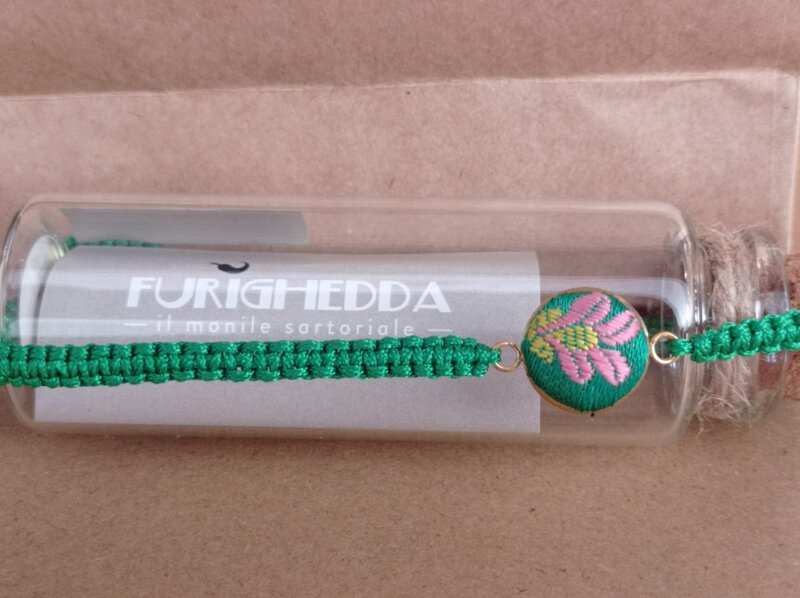 FURIGHEDDA
— il monile sartoriale —